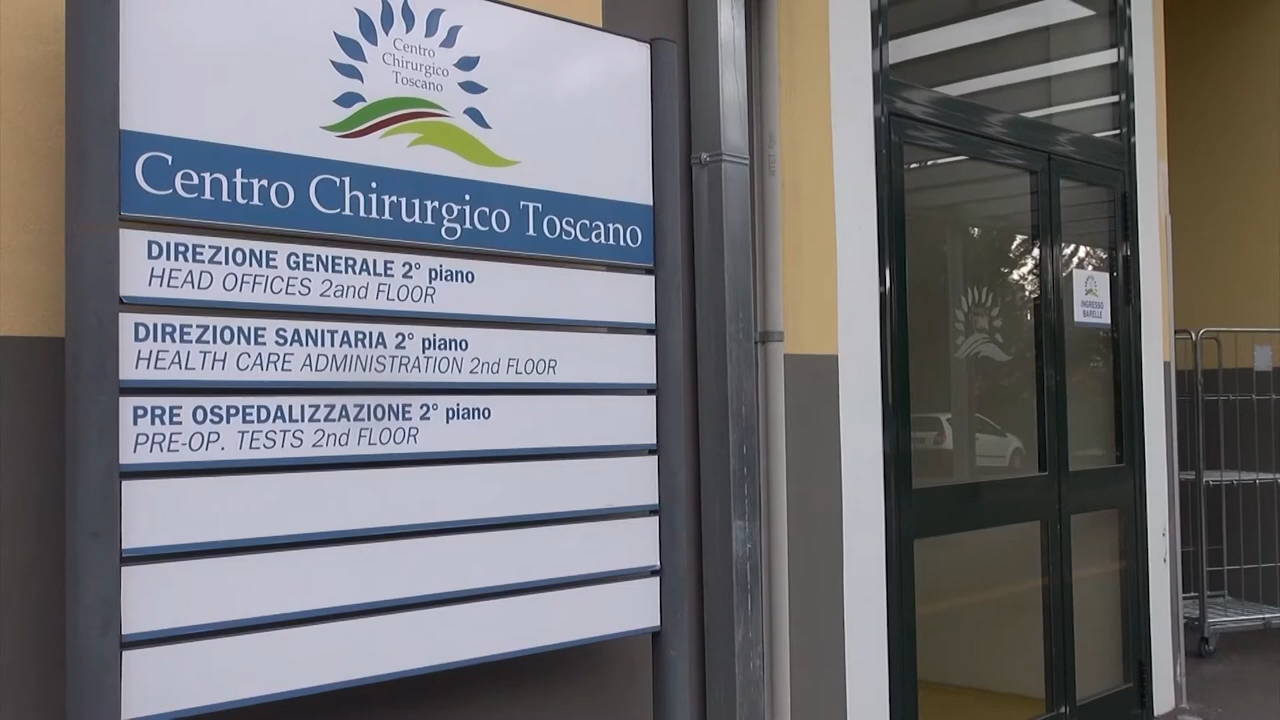 Centro
Chirurgico
Toscano
Centro Chirurgico Toscano
DIREZIONE GENERALE 2° piano
HEAD OFFICES 2and FLOOR
DIREZIONE SANITARIA 2° piano
HEALTH CARE ADMINISTRATION 2nd FLOOR
PRE OSPEDALIZZAZIONE 2° piano
PRE-OP. TESTS 2nd FLOOR
INGRESSO
BARELLE